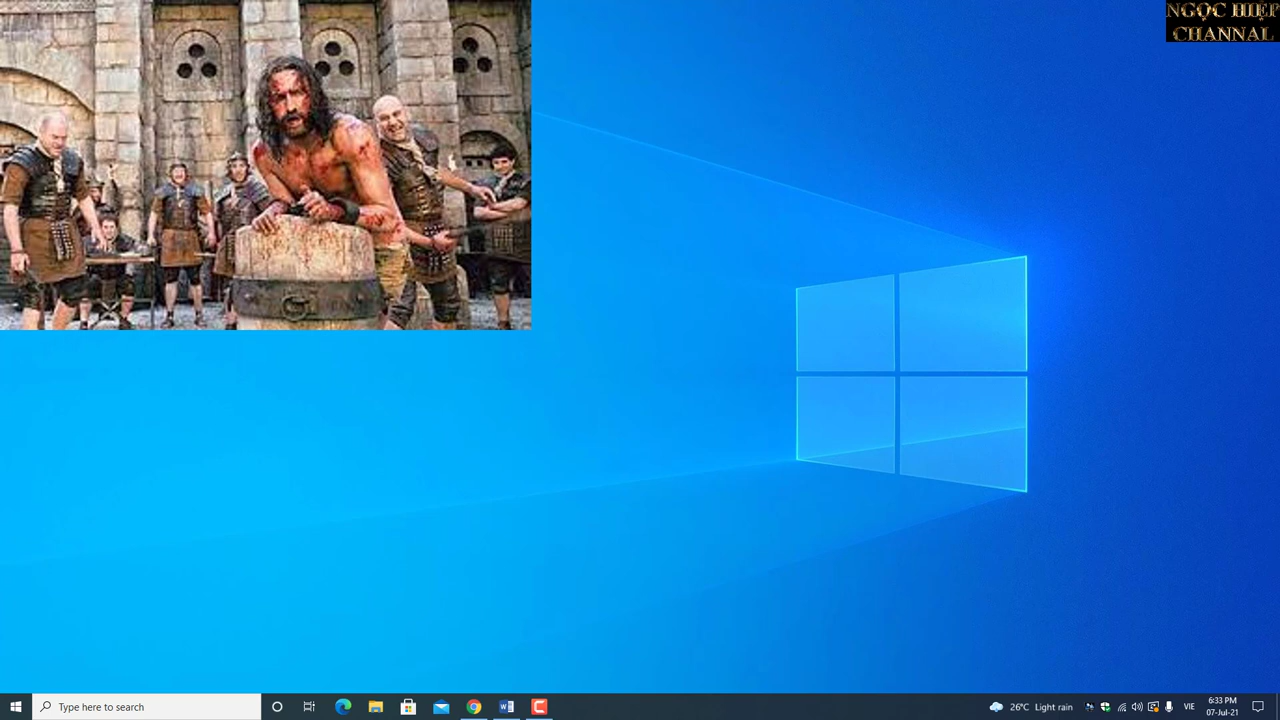 NGỌC HIỆP
CHANNAL
Type here to search
26°C Light rain
VIE
6:33 PM
07-Jul-21